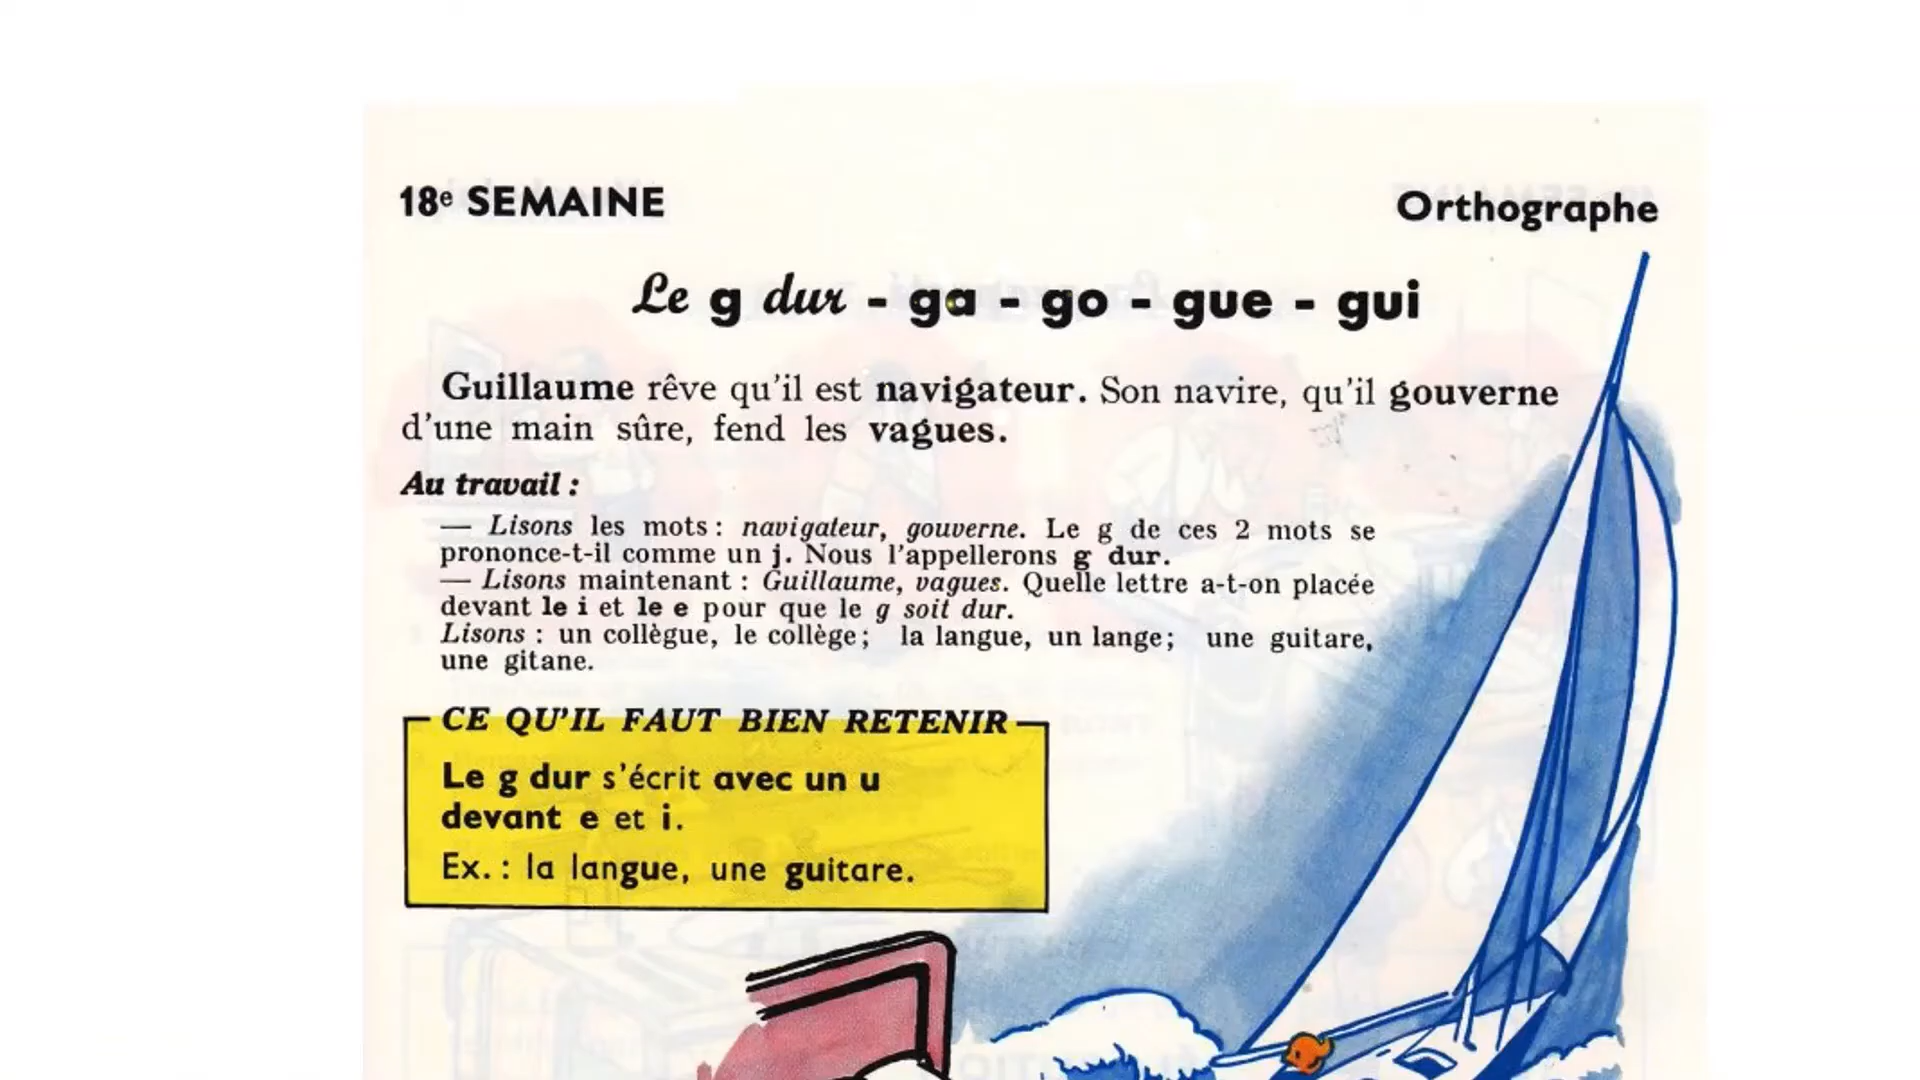 18e SEMAINE
Orthographe
Le g dur - ga - go - gue - gui
Guillaume rêve qu'il est navigateur. Son navire, qu'il gouverne
d'une main sûre, fend les vagues.
Au travail :
— Lisons les mots : navigateur, gouverne. Le g de ces 2 mots se
prononce-t-il comme un j. Nous l'appellerons g dur.
— Lisons maintenant : Guillaume, vagues. Quelle lettre a-t-on placée
devant le i et le e pour que le g soit dur.
Lisons : un collègue, le collège; la langue, un lange; une guitare,
une gitane.
CE QU'IL FAUT BIEN RETENIR
Le g dur s'écrit avec un u
devant e et i.
Ex. : la langue, une guitare.